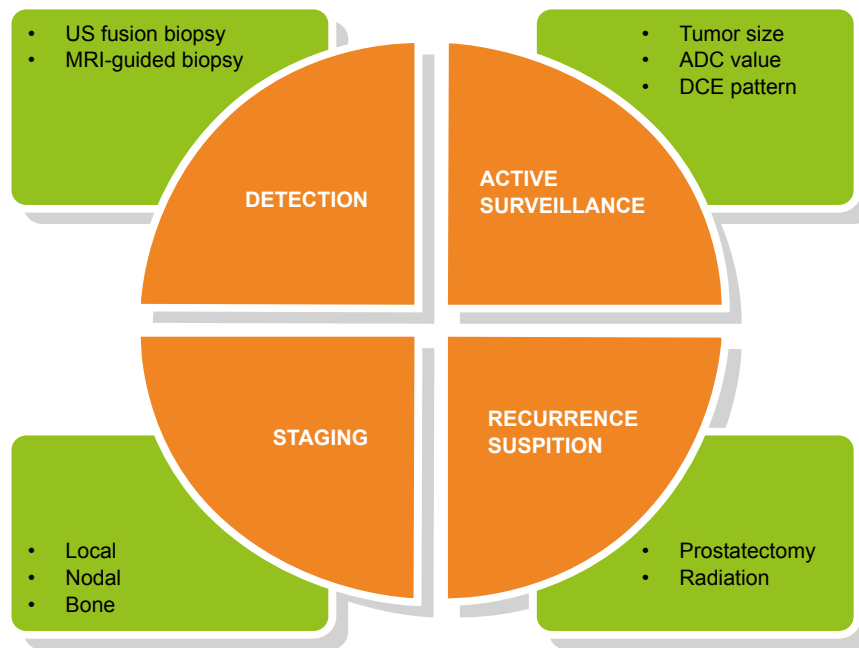 • US fusion biopsy
• MRI-guided biopsy
• Tumor size
• ADC value
• DCE pattern
DETECTION
ACTIVE
SURVEILLANCE
STAGING
RECURRENCE
SUSPITION
• Local
• Nodal
• Bone
• Prostatectomy
• Radiation